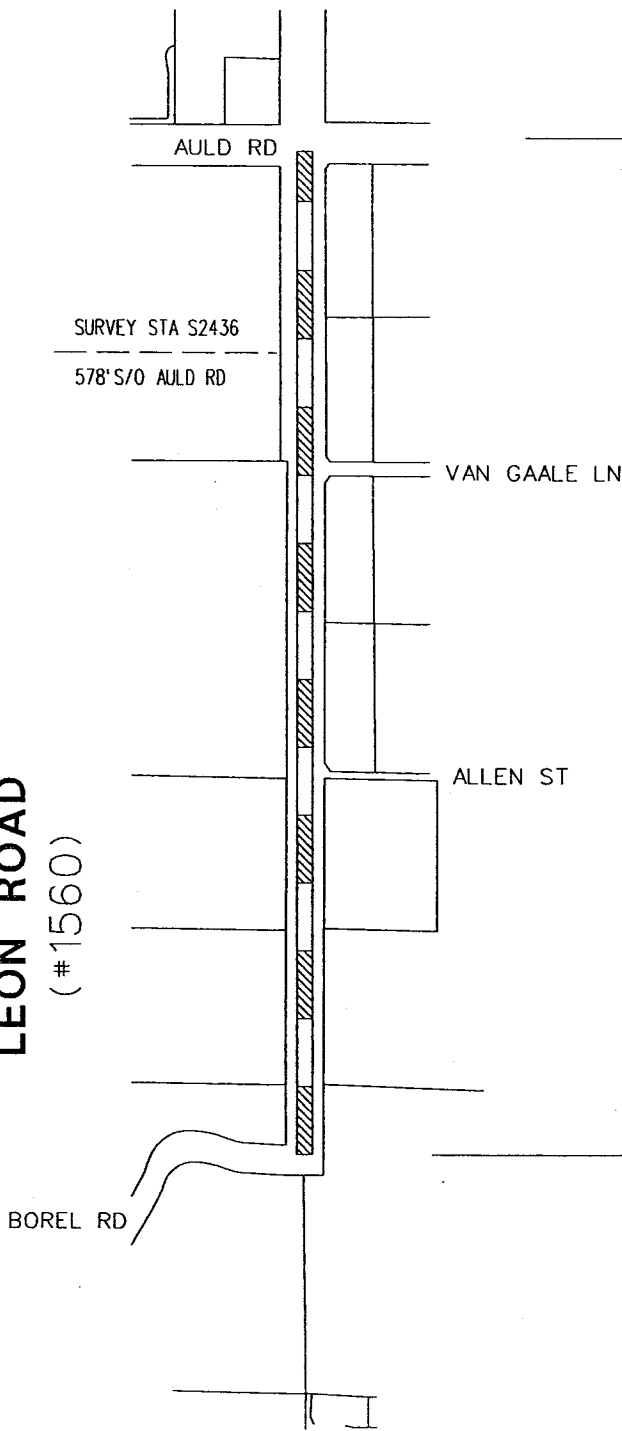 AULD RD
SURVEY STA S2436
578'S/O AULD RD
VAN GAALE LN
ALLEN ST
LEON ROAD
(#1560)
BOREL RD